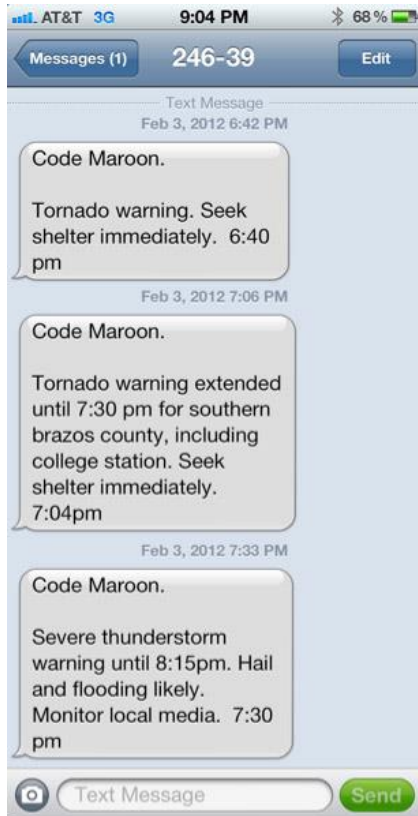 AT&T 3G 9:04 PM 68 %
Messages (1) 246-39 Edit
Text Message
Feb 3, 2012 6:42 PM
Code Maroon.
Tornado warning. Seek
shelter immediately. 6:40
pm
Feb 3, 2012 7:06 PM
Code Maroon.
Tornado warning extended
until 7:30 pm for southern
brazos county, including
college station. Seek
shelter immediately.
7:04pm
Feb 3, 2012 7:33 PM
Code Maroon.
Severe thunderstorm
warning until 8:15pm. Hail
and flooding likely.
Monitor local media. 7:30
pm
Text Message Send